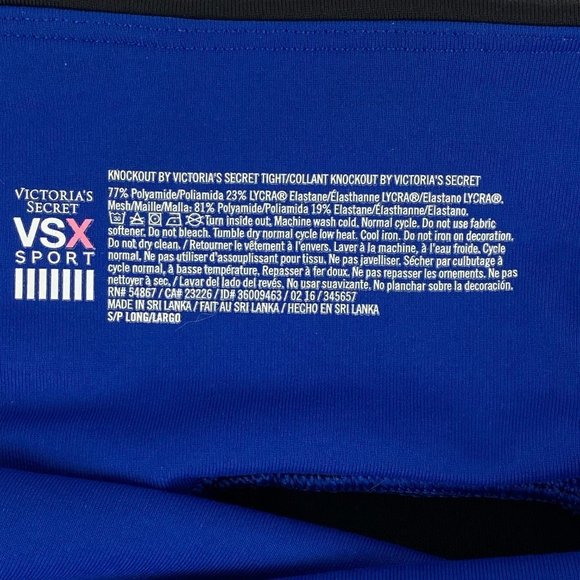 VICTORIA'S
SECRET
VSX
SPORT
KNOCKOUT BY VICTORIA'S SECRET TIGHT/COLLANT KNOCKOUT BY VICTORIA'S SECRET
77% Polyamide/Poliamida 23% LYCRA® Elastane/Élasthanne LYCRA®/Elastano LYCRA®.
Mesh/Maille/Malla: 81% Polyamide/Poliamida 19% Elastane/Élasthanne/Elastano.
30 Turn inside out. Machine wash cold. Normal cycle. Do not use fabric
softener. Do not bleach. Tumble dry normal cycle low heat. Cool iron. Do not iron on decoration.
Do not dry clean. / Retourner le vêtement à l'envers. Laver à la machine, à l'eau froide. Cycle
normal. Ne pas utiliser d'assouplissant pour tissu. Ne pas javelliser. Sécher par culbutage à
cycle normal, à basse température. Repasser à fer doux. Ne pas repasser les ornements. Ne pas
nettoyer à sec. / Lavar del lado del revés. No usar suavizante. No planchar sobre la decoración.
RN# 54867 / CA# 23226 / ID# 36009463 / 02 16 / 345657
MADE IN SRI LANKA / FAIT AU SRI LANKA / HECHO EN SRI LANKA
S/P LONG/LARGO